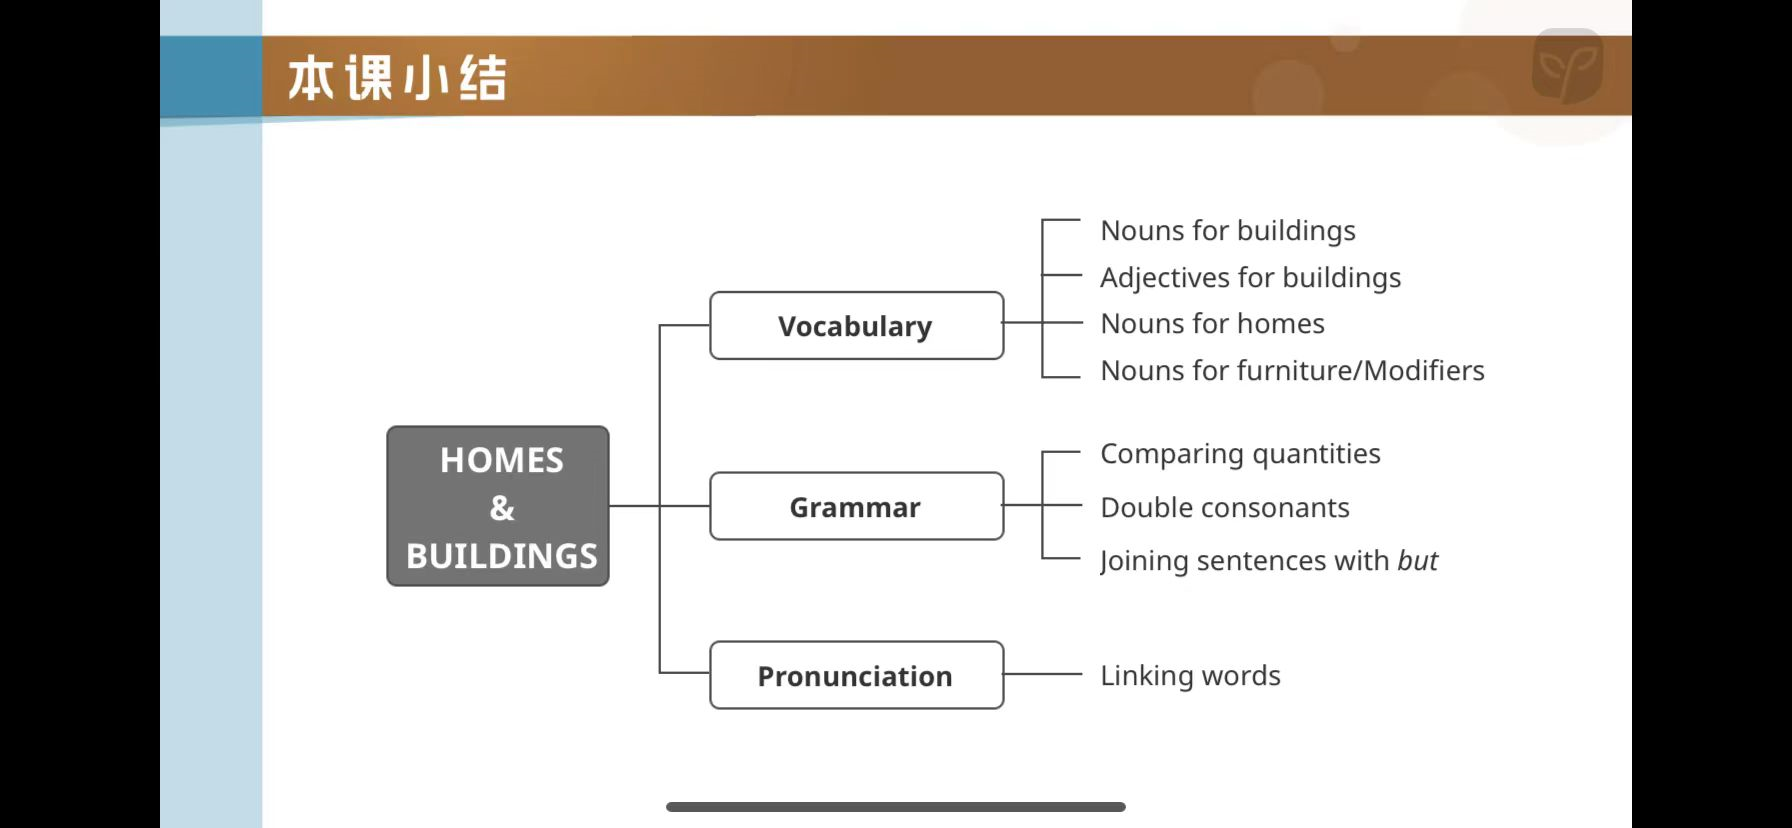 本课小结
Nouns for buildings
Adjectives for buildings
Vocabulary
Nouns for homes
Nouns for furniture/Modifiers
HOMES
&
BUILDINGS
Comparing quantities
Grammar
Double consonants
Joining sentences with but
Pronunciation
Linking words